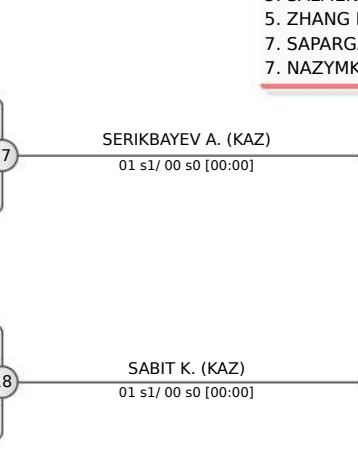 5. ZHANG
7. SAPARG
7. NAZYMK
7
SERIKBAYEV A. (KAZ)
01 s1/ 00 s0 [00:00]
8
SABIT K. (KAZ)
01 s1/ 00 s0 [00:00]